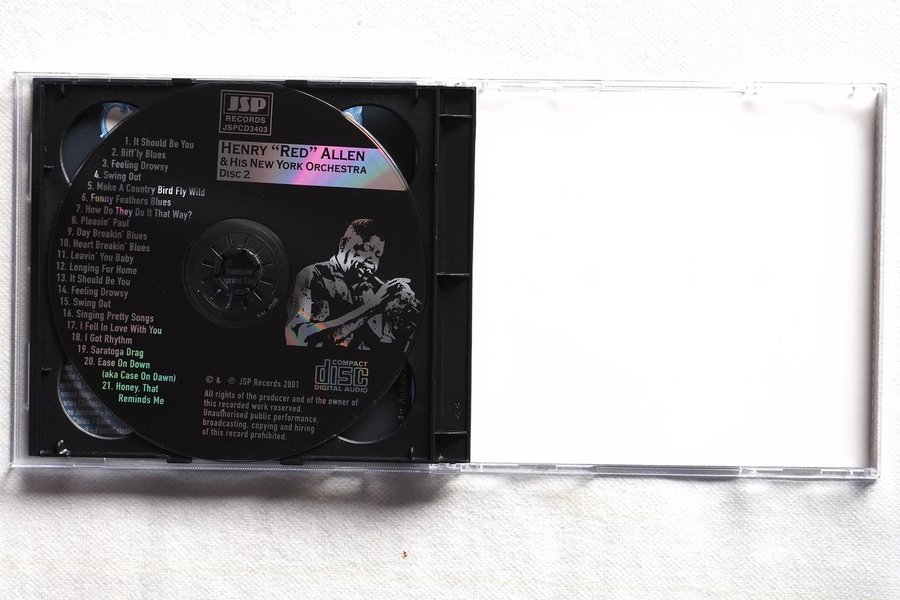 JSP
RECORDS
JSPCD3403
HENRY "RED" ALLEN
& HIS NEW YORK ORCHESTRA
DISC 2
1. It Should Be You
2. Biff'ly Blues
3. Feeling Drowsy
4. Swing Out
5. Make A Country Bird Fly Wild
6. Funny Feathers Blues
7. How Do They Do It That Way?
8. Pleasin' Paul
9. Day Breakin' Blues
10. Heart Breakin' Blues
11. Leavin' You Baby
12. Longing For Home
13. It Should Be You
14. Feeling Drowsy
15. Swing Out
16. Singing Pretty Songs
17. I Fell In Love With You
18. I Got Rhythm
19. Saratoga Drag
20. Ease On Down
(aka Case On Dawn)
21. Honey, That
Reminds Me
COMPACT
disc
DIGITAL AUDIO
© & ℗ JSP Records 2001
All rights of the producer and of the owner of
this recorded work reserved.
Unauthorised public performance,
broadcasting, copying and hiring
of this record prohibited.